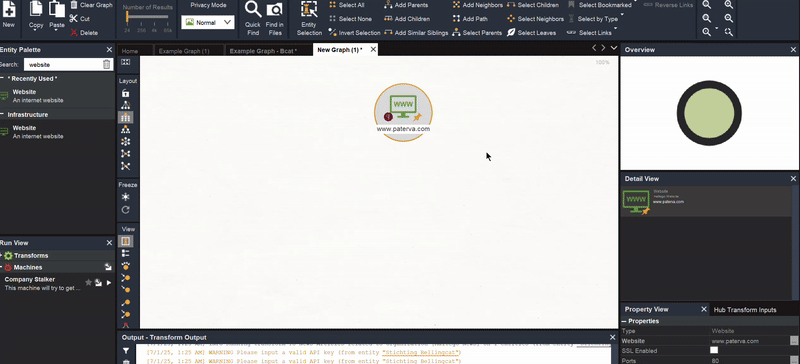 New
Copy
Paste
Clear Graph
Cut
Delete
Number of Results
12 50 256 10k
Privacy Mode
Normal
Quick Find
Find in Files
Entity Selection
Select All
Select None
Invert Selection
Add Parents
Add Children
Add Similar Siblings
Add Neighbors
Add Path
Select Parents
Select Children
Select Neighbors
Select Leaves
Select Bookmarked
Select by Type
Select Links
Reverse Links
Entity Palette
Search: website
* Recently Used *
Website
An internet website
Infrastructure
Website
An internet website
Home
Example Graph (1)
Example Graph - Bcat *
New Graph (1) *
Layout
Freeze
View
100%
WWW
www.paterva.com
Overview
Detail View
WWW
Website
www.paterva.com
Run View
Transforms
Machines
Company Stalker
This machine will try to get...
Output - Transform Output
[7/1/25, 1:25 AM] WARNING Please input a valid API key (from entity "Stichting Bellingcat")
[7/1/25, 1:25 AM] WARNING Please input a valid API key (from entity "Stichting Bellingcat")
Property View
Hub Transform Inputs
Properties
Type Website
Website www.paterva.com
SSL Enabled
Ports 80